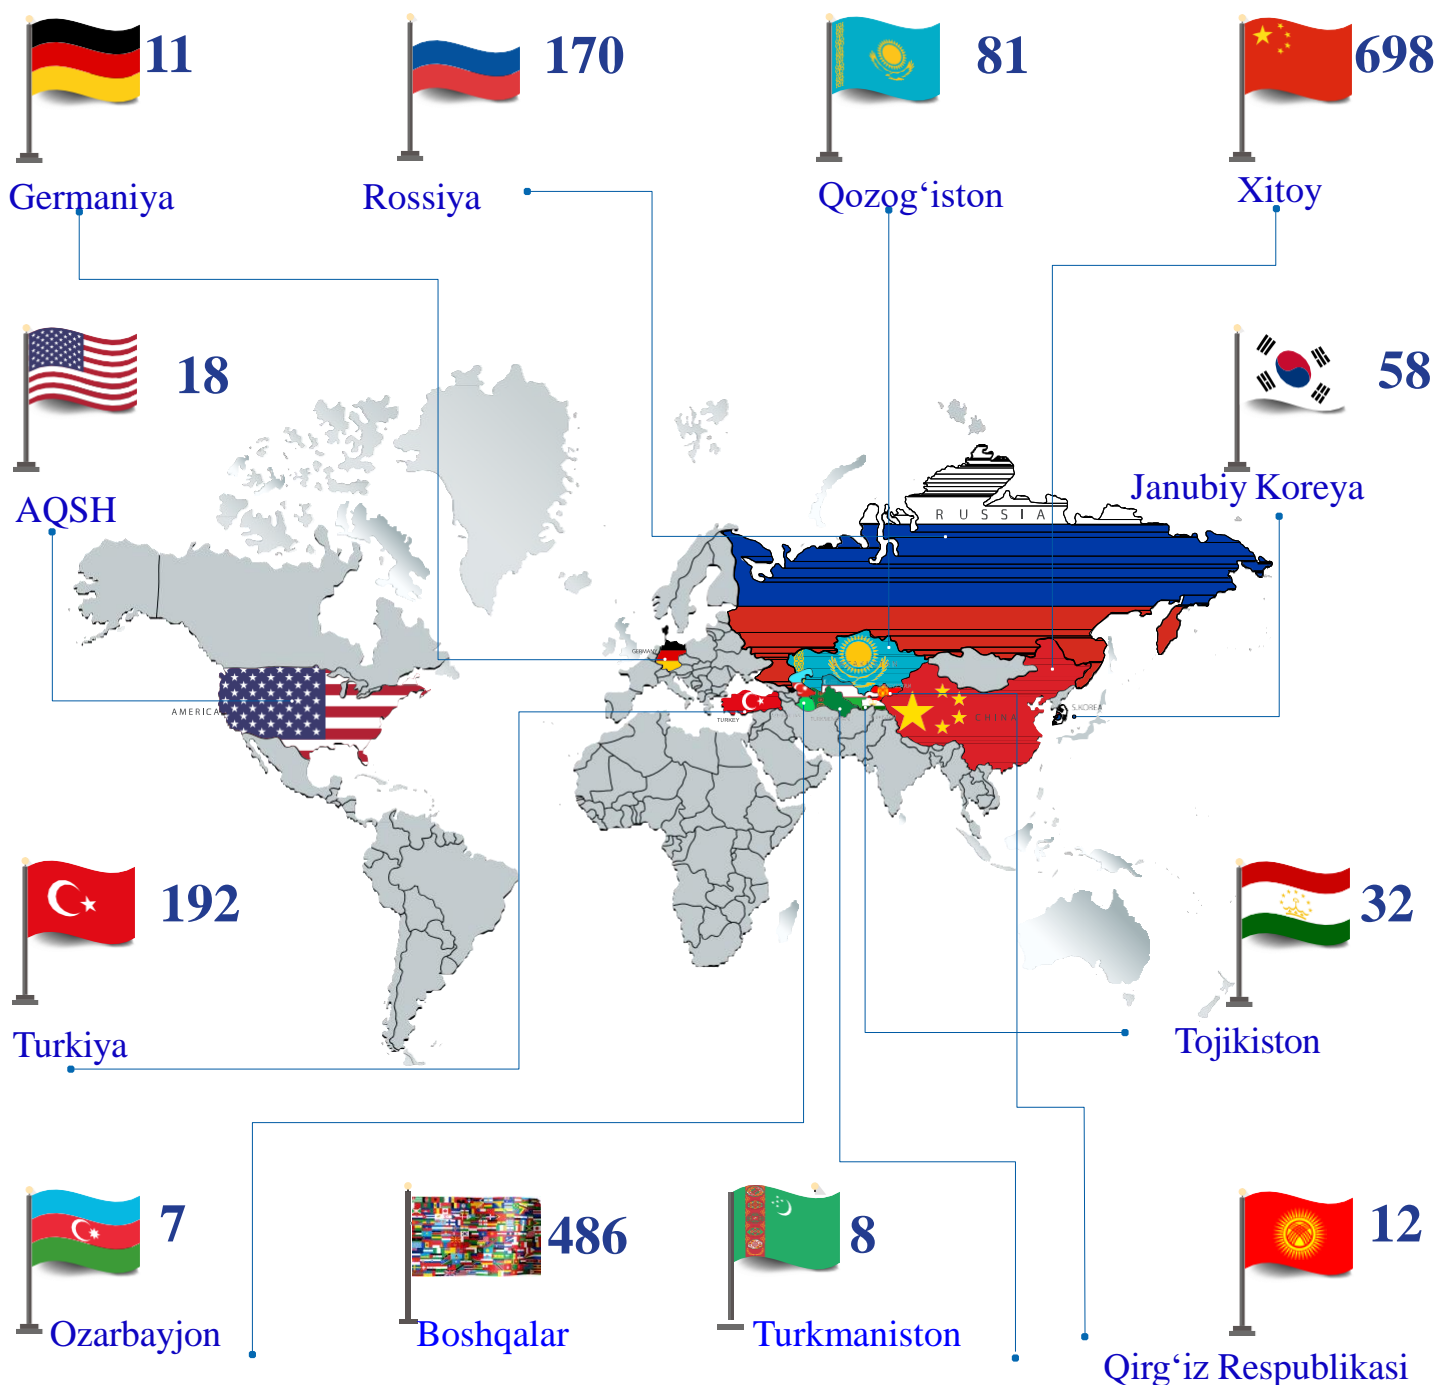 11
170
81
698
Germaniya
Rossiya
Qozog‘iston
Xitoy
18
58
AQSH
Janubiy Koreya
RUSSIA
GERMANY
AMERICA
TURKEY
CHINA
S.KOREA
192
32
Turkiya
Tojikiston
7
486
8
12
Ozarbayjon
Boshqalar
Turkmaniston
Qirg‘iz Respublikasi